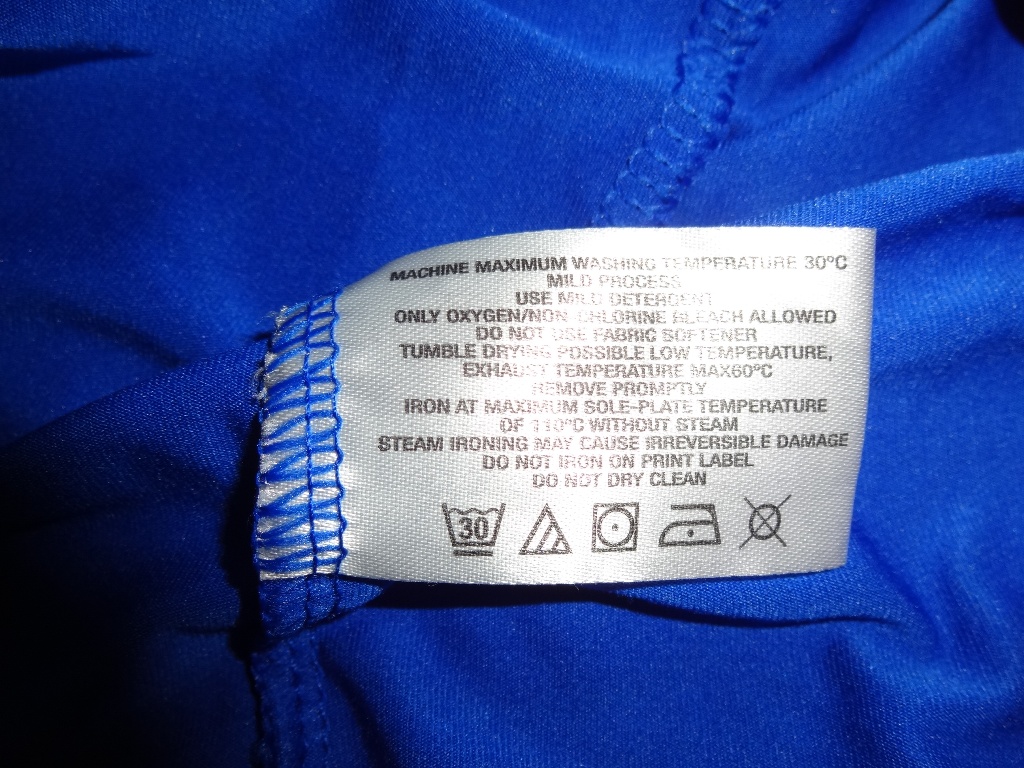 MACHINE MAXIMUM WASHING TEMPERATURE 30°C
MILD PROCESS
USE MILD DETERGENT
ONLY OXYGEN/NON-CHLORINE BLEACH ALLOWED
DO NOT USE FABRIC SOFTENER
TUMBLE DRYING POSSIBLE LOW TEMPERATURE,
EXHAUST TEMPERATURE MAX60°C
REMOVE PROMPTLY
IRON AT MAXIMUM SOLE-PLATE TEMPERATURE
OF 110°C WITHOUT STEAM
STEAM IRONING MAY CAUSE IRREVERSIBLE DAMAGE
DO NOT IRON ON PRINT LABEL
DO NOT DRY CLEAN
30